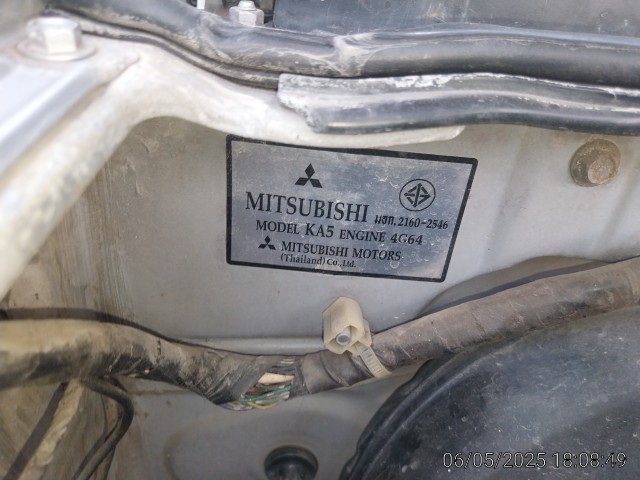 MITSUBISHI มอก.2160-2546
MODEL KA5 ENGINE 4G64
MITSUBISHI MOTORS
(Thailand) Co., Ltd.
06/05/2025 18:08:49